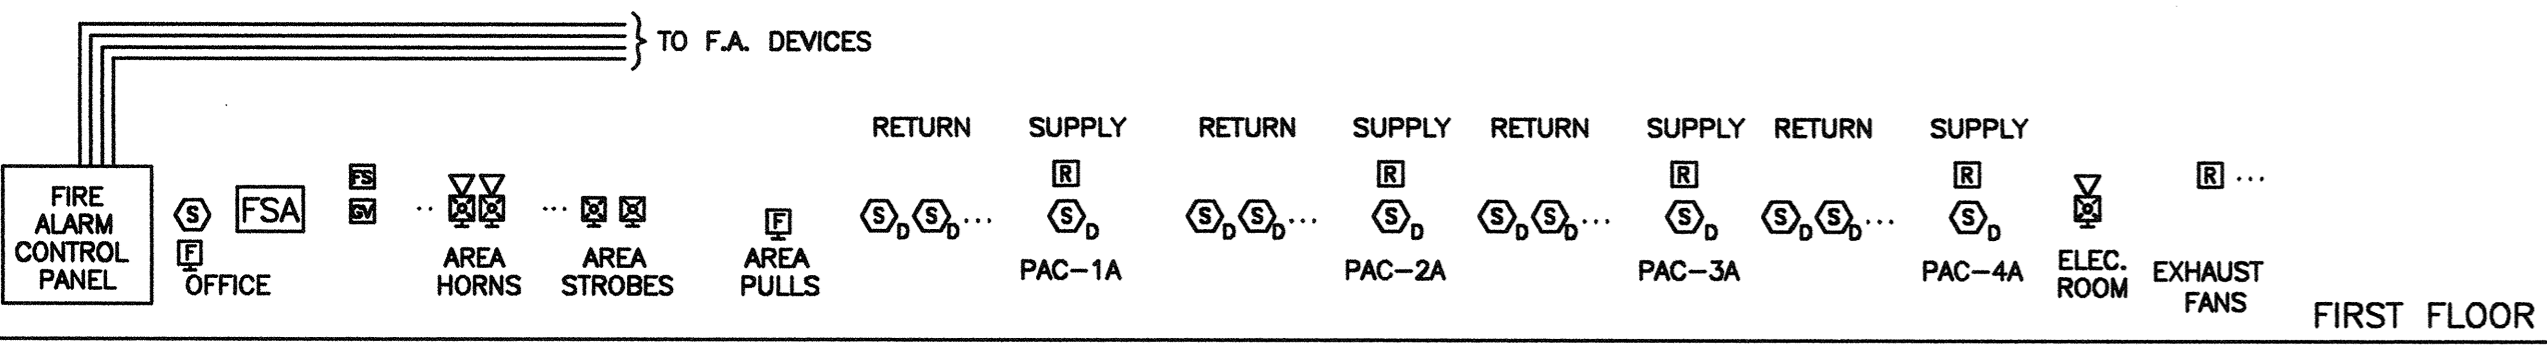 TO F.A. DEVICES
RETURN SUPPLY RETURN SUPPLY RETURN SUPPLY RETURN SUPPLY
FS R R R R R ...
FIRE
ALARM
CONTROL
PANEL
S FSA GV .. ... F S D S D ... S D S D S D ... S D S D S D ... S D S D S D ... S D
F
OFFICE
AREA
HORNS
AREA
STROBES
AREA
PULLS
PAC-1A PAC-2A PAC-3A PAC-4A
ELEC.
ROOM
EXHAUST
FANS
FIRST FLOOR